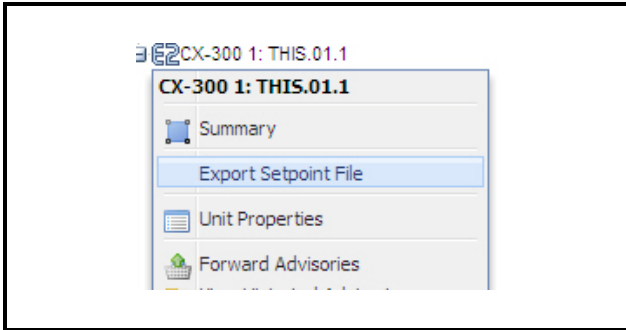 E2 CX-300 1: THIS.01.1
CX-300 1: THIS.01.1
Summary
Export Setpoint File
Unit Properties
Forward Advisories